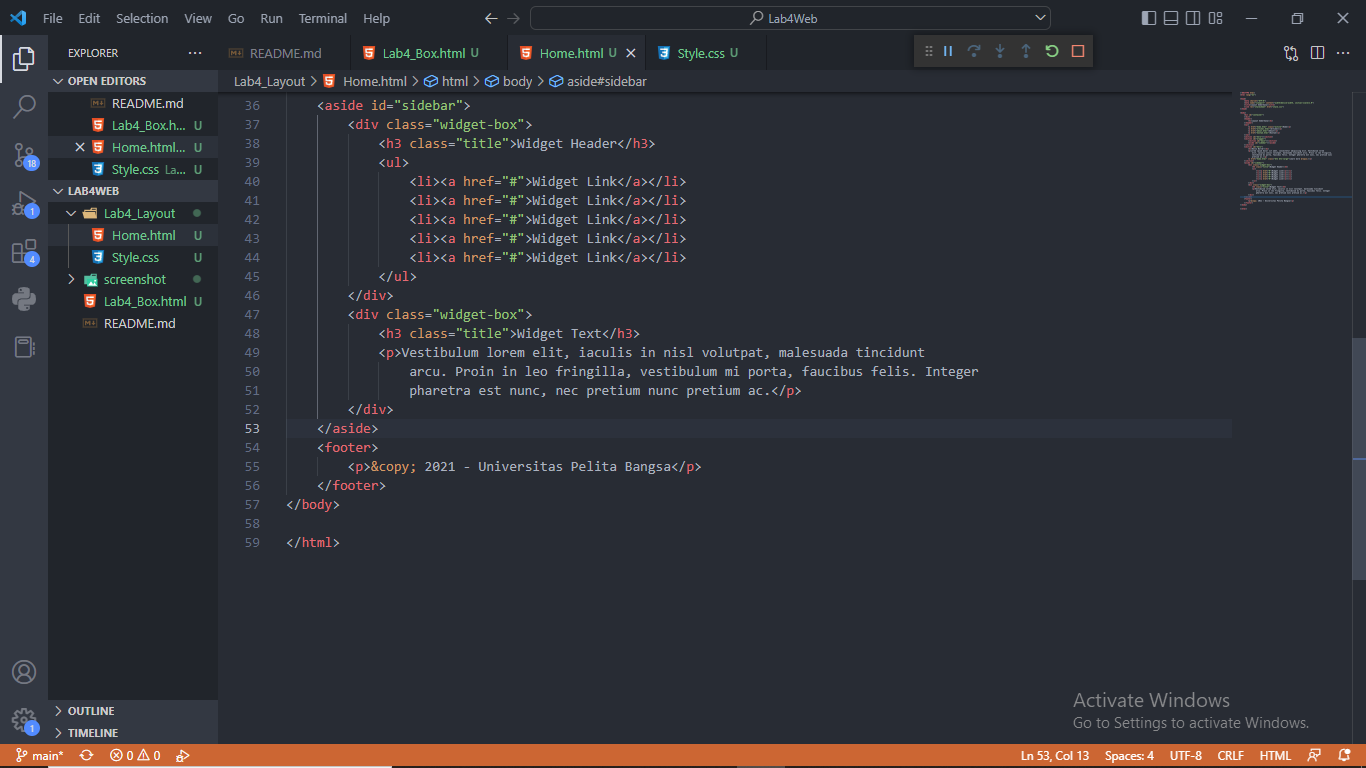 File Edit Selection View Go Run Terminal Help
Lab4Web
EXPLORER
README.md
Lab4_Box.html U
Home.html U
Style.css U
OPEN EDITORS
README.md
Lab4_Box.h... U
Home.html... U
Style.css La... U
LAB4WEB
Lab4_Layout
Home.html U
Style.css U
screenshot
Lab4_Box.html U
README.md
OUTLINE
TIMELINE
18
1
4
1
Lab4_Layout > Home.html > html > body > aside#sidebar
36 <aside id="sidebar">
37 <div class="widget-box">
38 <h3 class="title">Widget Header</h3>
39 <ul>
40 <li><a href="#">Widget Link</a></li>
41 <li><a href="#">Widget Link</a></li>
42 <li><a href="#">Widget Link</a></li>
43 <li><a href="#">Widget Link</a></li>
44 <li><a href="#">Widget Link</a></li>
45 </ul>
46 </div>
47 <div class="widget-box">
48 <h3 class="title">Widget Text</h3>
49 <p>Vestibulum lorem elit, iaculis in nisl volutpat, malesuada tincidunt
50 arcu. Proin in leo fringilla, vestibulum mi porta, faucibus felis. Integer
51 pharetra est nunc, nec pretium nunc pretium ac.</p>
52 </div>
53 </aside>
54 <footer>
55 <p>&copy; 2021 - Universitas Pelita Bangsa</p>
56 </footer>
57 </body>
58
59 </html>
Activate Windows
Go to Settings to activate Windows.
main* 0 0 Ln 53, Col 13 Spaces: 4 UTF-8 CRLF HTML